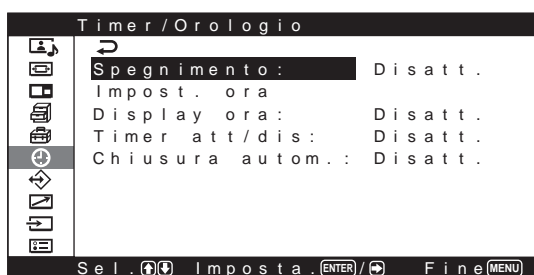 Timer/Orologio
Spegnimento: Disatt.
Impost. ora
Display ora: Disatt.
Timer att/dis: Disatt.
Chiusura autom.: Disatt.
Sel. Imposta. ENTER / Fine MENU